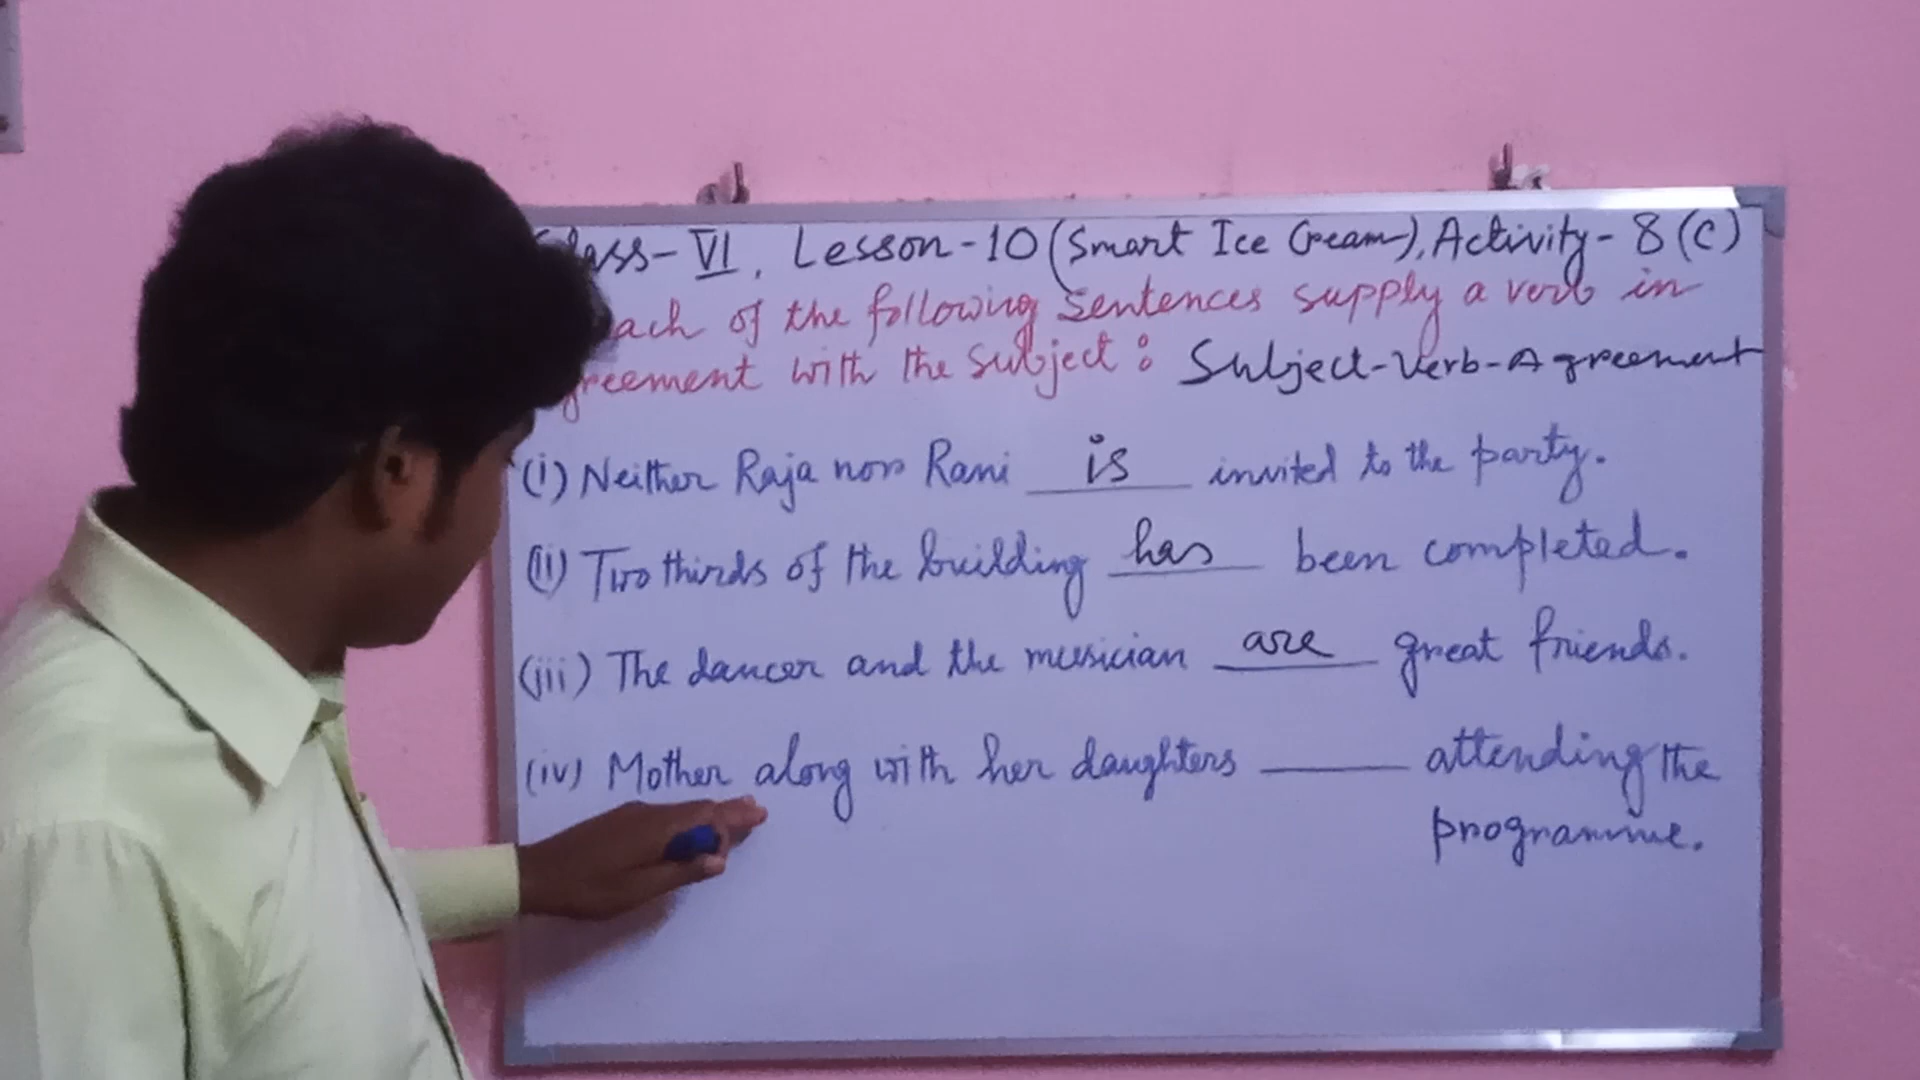 Class-VI, Lesson-10 (Smart Ice Cream), Activity-8(C)
of the following sentences supply a verb in
with the subject: Subject-Verb-Agreement
(i) Neither Raja nor Rani is invited to the party.
(ii) Two thirds of the building has been completed.
(iii) The dancer and the musician are great friends.
(iv) Mother along with her daughters ____ attending the
programme.